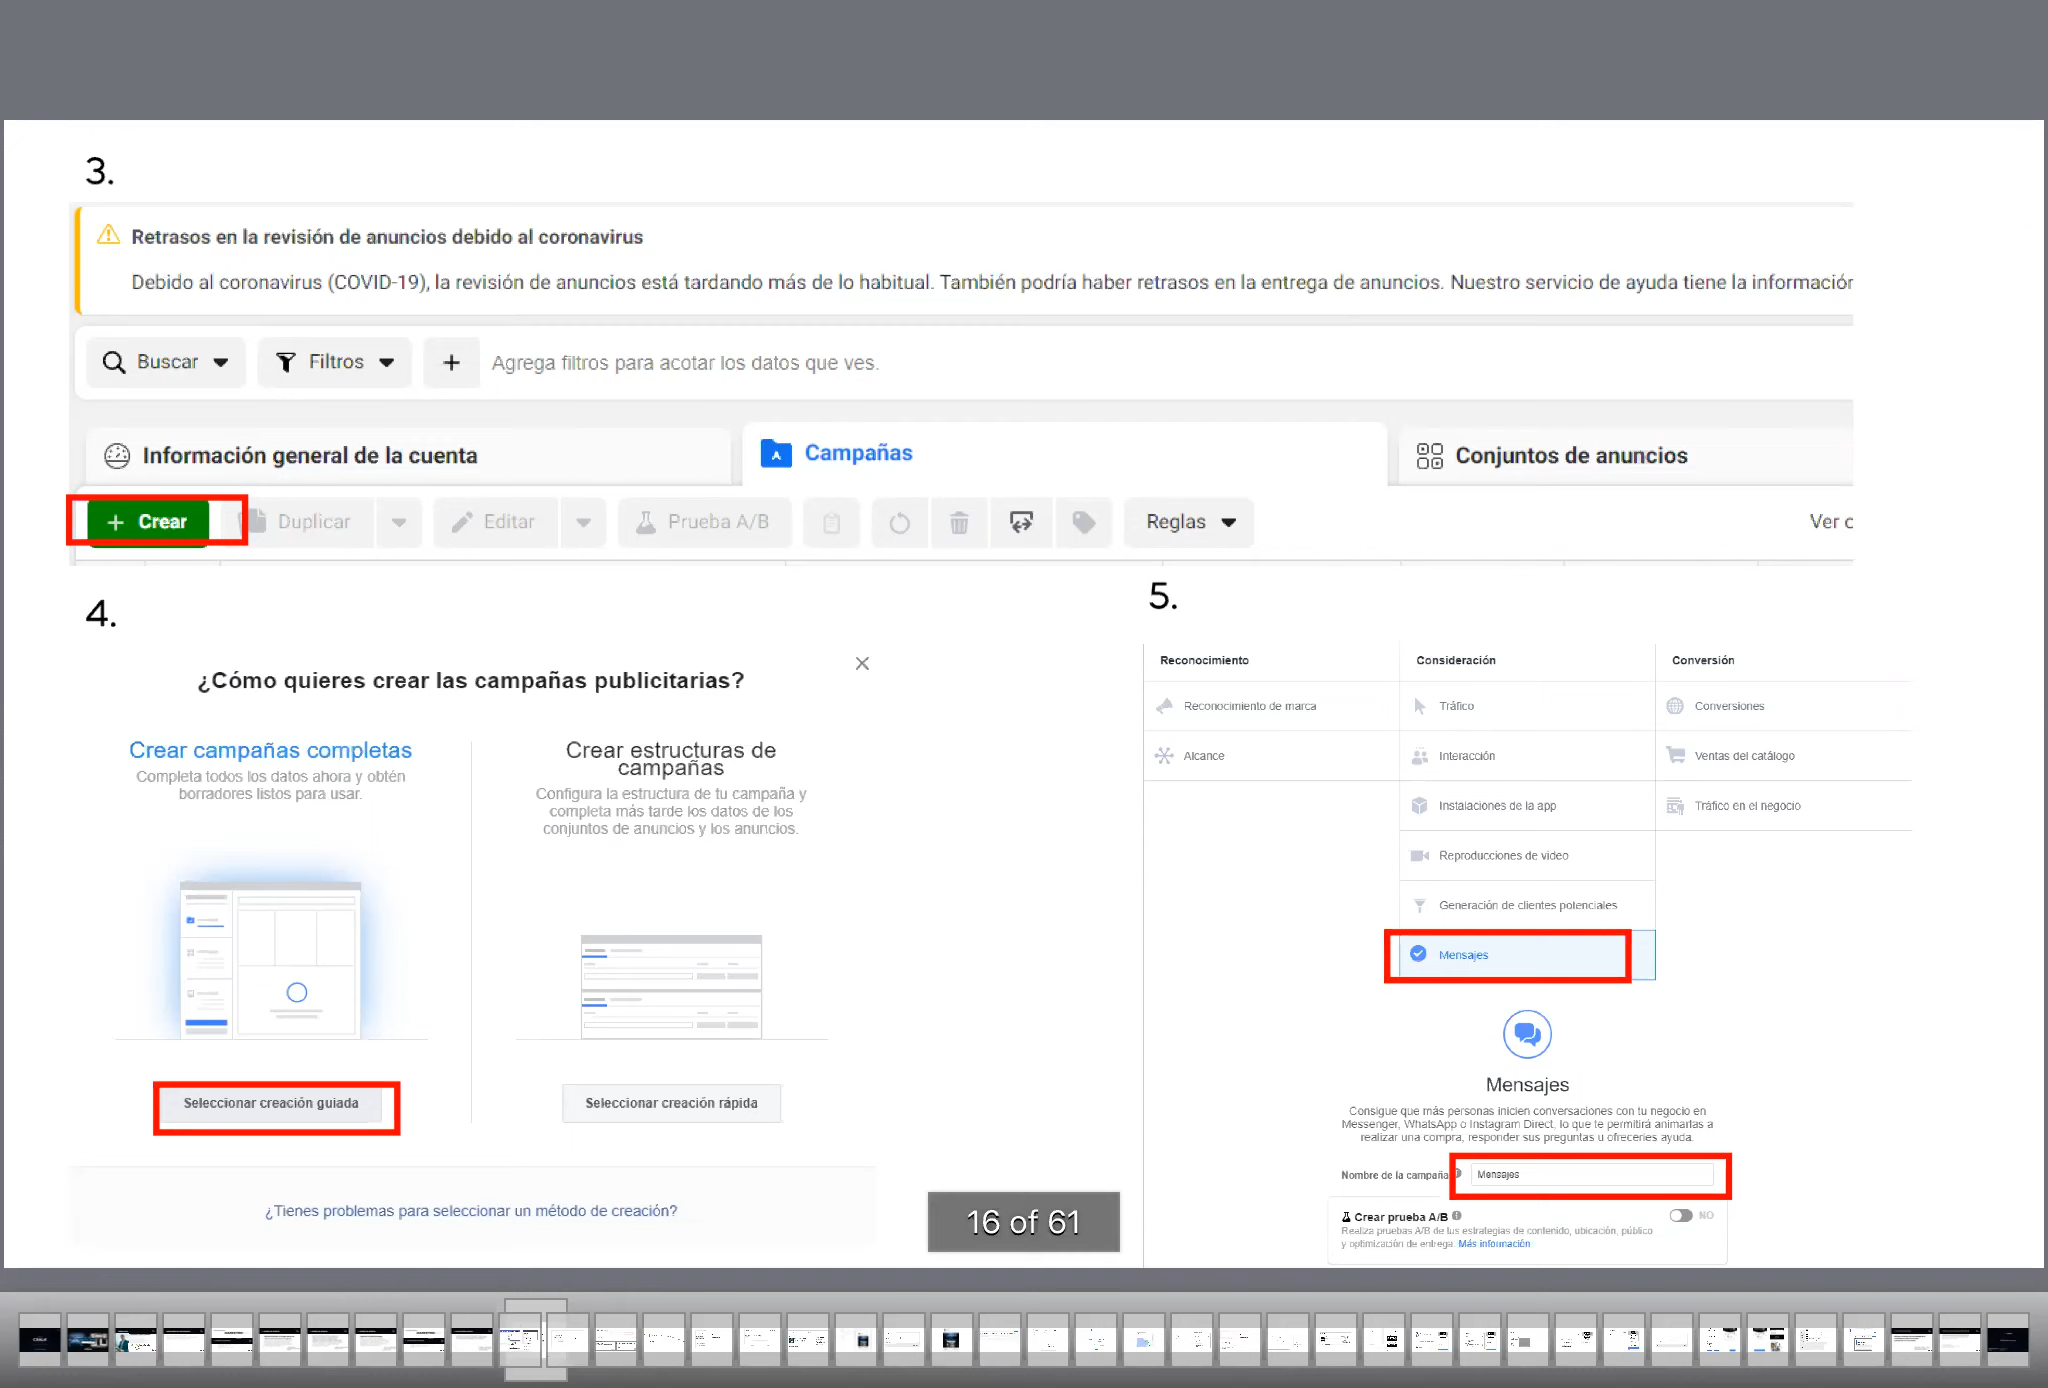 3.
Retrasos en la revisión de anuncios debido al coronavirus
Debido al coronavirus (COVID-19), la revisión de anuncios está tardando más de lo habitual. También podría haber retrasos en la entrega de anuncios. Nuestro servicio de ayuda tiene la información
Buscar
Filtros
+
Agrega filtros para acotar los datos que ves.
Información general de la cuenta
Campañas
Conjuntos de anuncios
+ Crear
Duplicar
Editar
Prueba A/B
Reglas
Ver c
4.
¿Cómo quieres crear las campañas publicitarias?
Crear campañas completas
Completa todos los datos ahora y obtén
borradores listos para usar.
Seleccionar creación guiada
Crear estructuras de
campañas
Configura la estructura de tu campaña y
completa más tarde los datos de los
conjuntos de anuncios y los anuncios.
Seleccionar creación rápida
¿Tienes problemas para seleccionar un método de creación?
5.
Reconocimiento
Consideración
Conversión
Reconocimiento de marca
Tráfico
Conversiones
Alcance
Interacción
Ventas del catálogo
Instalaciones de la app
Tráfico en el negocio
Reproducciones de video
Generación de clientes potenciales
Mensajes
Mensajes
Consigue que más personas inicien conversaciones con tu negocio en
Messenger, WhatsApp o Instagram Direct, lo que te permitirá animarlas a
realizar una compra, responder sus preguntas u ofrecerles ayuda.
Nombre de la campaña
Mensajes
Crear prueba A/B
NO
Realiza pruebas A/B de tus estrategias de contenido, ubicación, público
y optimización de entrega. Más información
16 of 61